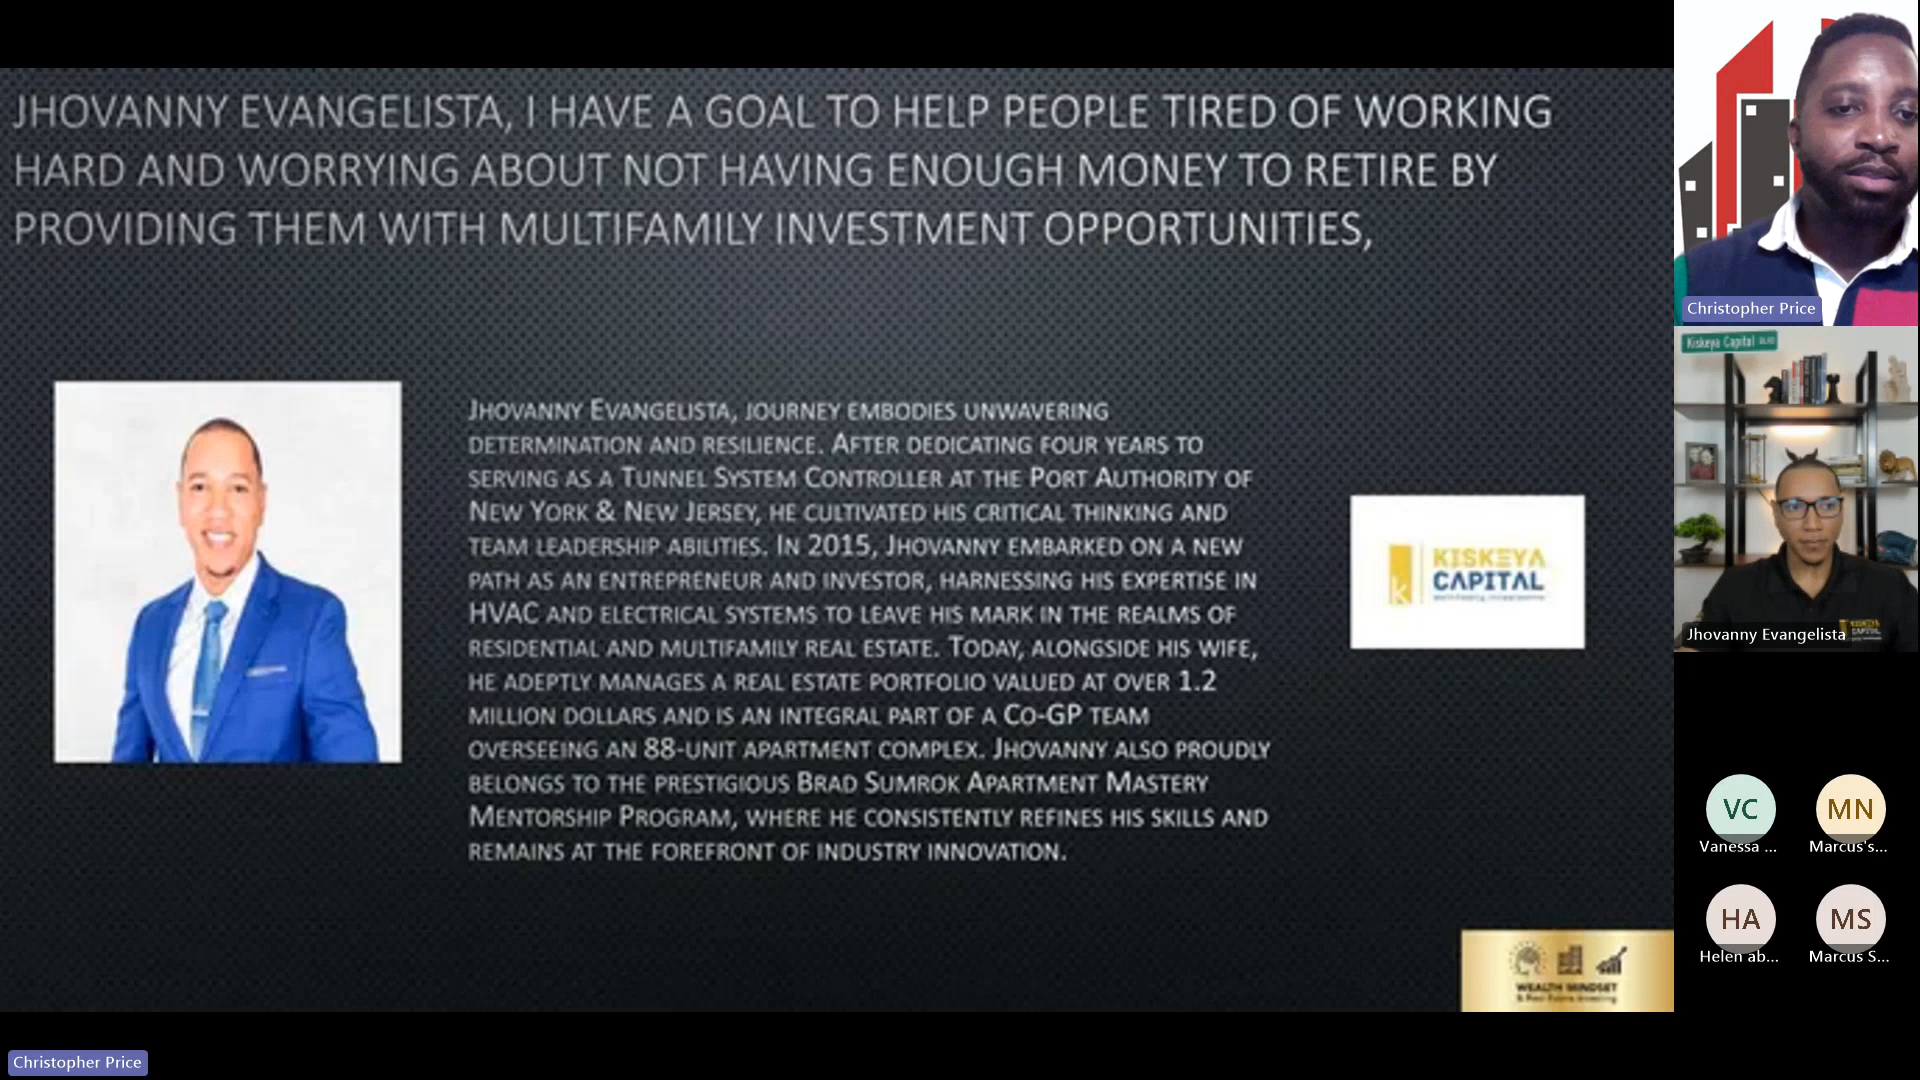 JHOVANNY EVANGELISTA, I HAVE A GOAL TO HELP PEOPLE TIRED OF WORKING
HARD AND WORRYING ABOUT NOT HAVING ENOUGH MONEY TO RETIRE BY
PROVIDING THEM WITH MULTIFAMILY INVESTMENT OPPORTUNITIES,
JHOVANNY EVANGELISTA, JOURNEY EMBODIES UNWAVERING
DETERMINATION AND RESILIENCE. AFTER DEDICATING FOUR YEARS TO
SERVING AS A TUNNEL SYSTEM CONTROLLER AT THE PORT AUTHORITY OF
NEW YORK & NEW JERSEY, HE CULTIVATED HIS CRITICAL THINKING AND
TEAM LEADERSHIP ABILITIES. IN 2015, JHOVANNY EMBARKED ON A NEW
PATH AS AN ENTREPRENEUR AND INVESTOR, HARNESSING HIS EXPERTISE IN
HVAC AND ELECTRICAL SYSTEMS TO LEAVE HIS MARK IN THE REALMS OF
RESIDENTIAL AND MULTIFAMILY REAL ESTATE. TODAY, ALONGSIDE HIS WIFE,
HE ADEPTLY MANAGES A REAL ESTATE PORTFOLIO VALUED AT OVER 1.2
MILLION DOLLARS AND IS AN INTEGRAL PART OF A CO-GP TEAM
OVERSEEING AN 88-UNIT APARTMENT COMPLEX. JHOVANNY ALSO PROUDLY
BELONGS TO THE PRESTIGIOUS BRAD SUMROK APARTMENT MASTERY
MENTORSHIP PROGRAM, WHERE HE CONSISTENTLY REFINES HIS SKILLS AND
REMAINS AT THE FOREFRONT OF INDUSTRY INNOVATION.
k
KISKEYA
CAPITAL
WEALTH MINDSET
& Real Estate Investing
Christopher Price
Christopher Price
Kiskeya Capital BLVD
KISKEYA
CAPITAL
Jhovanny Evangelista
VC
Vanessa ...
MN
Marcus's...
HA
Helen ab...
MS
Marcus S...